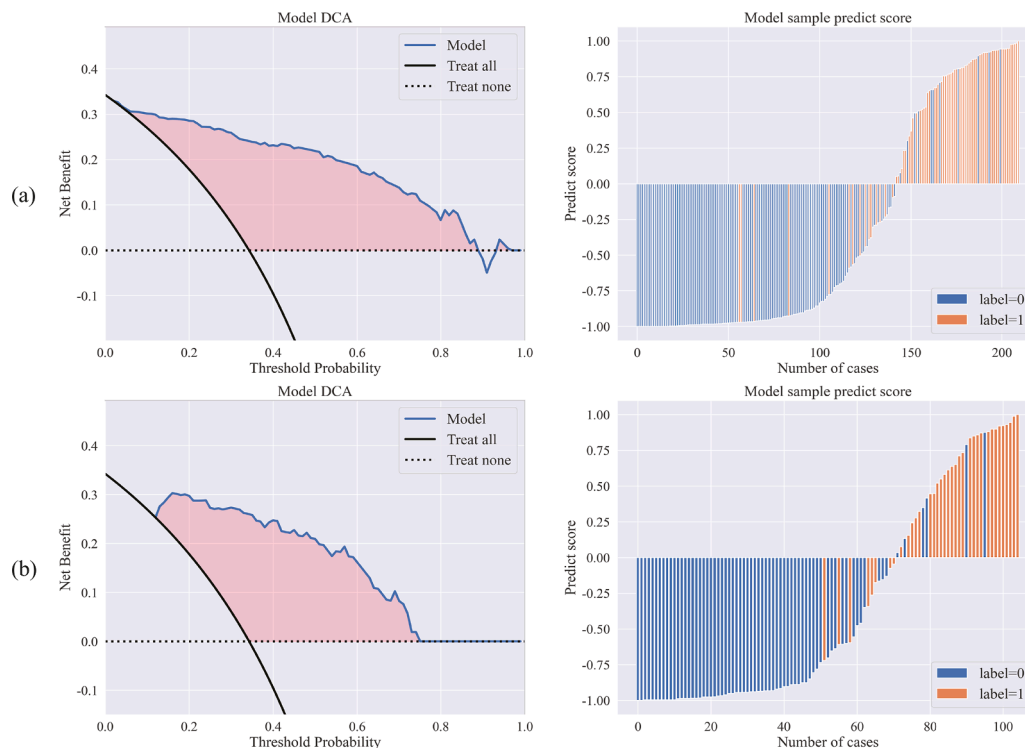 (a)
Model DCA
Net Benefit
0.4
0.3
0.2
0.1
0.0
-0.1
Model
Treat all
Treat none
0.0 0.2 0.4 0.6 0.8 1.0
Threshold Probability
Model sample predict score
Predict score
1.00
0.75
0.50
0.25
0.00
-0.25
-0.50
-0.75
-1.00
label=0
label=1
0 50 100 150 200
Number of cases
(b)
Model DCA
Net Benefit
0.4
0.3
0.2
0.1
0.0
-0.1
Model
Treat all
Treat none
0.0 0.2 0.4 0.6 0.8 1.0
Threshold Probability
Model sample predict score
Predict score
1.00
0.75
0.50
0.25
0.00
-0.25
-0.50
-0.75
-1.00
label=0
label=1
0 20 40 60 80 100
Number of cases